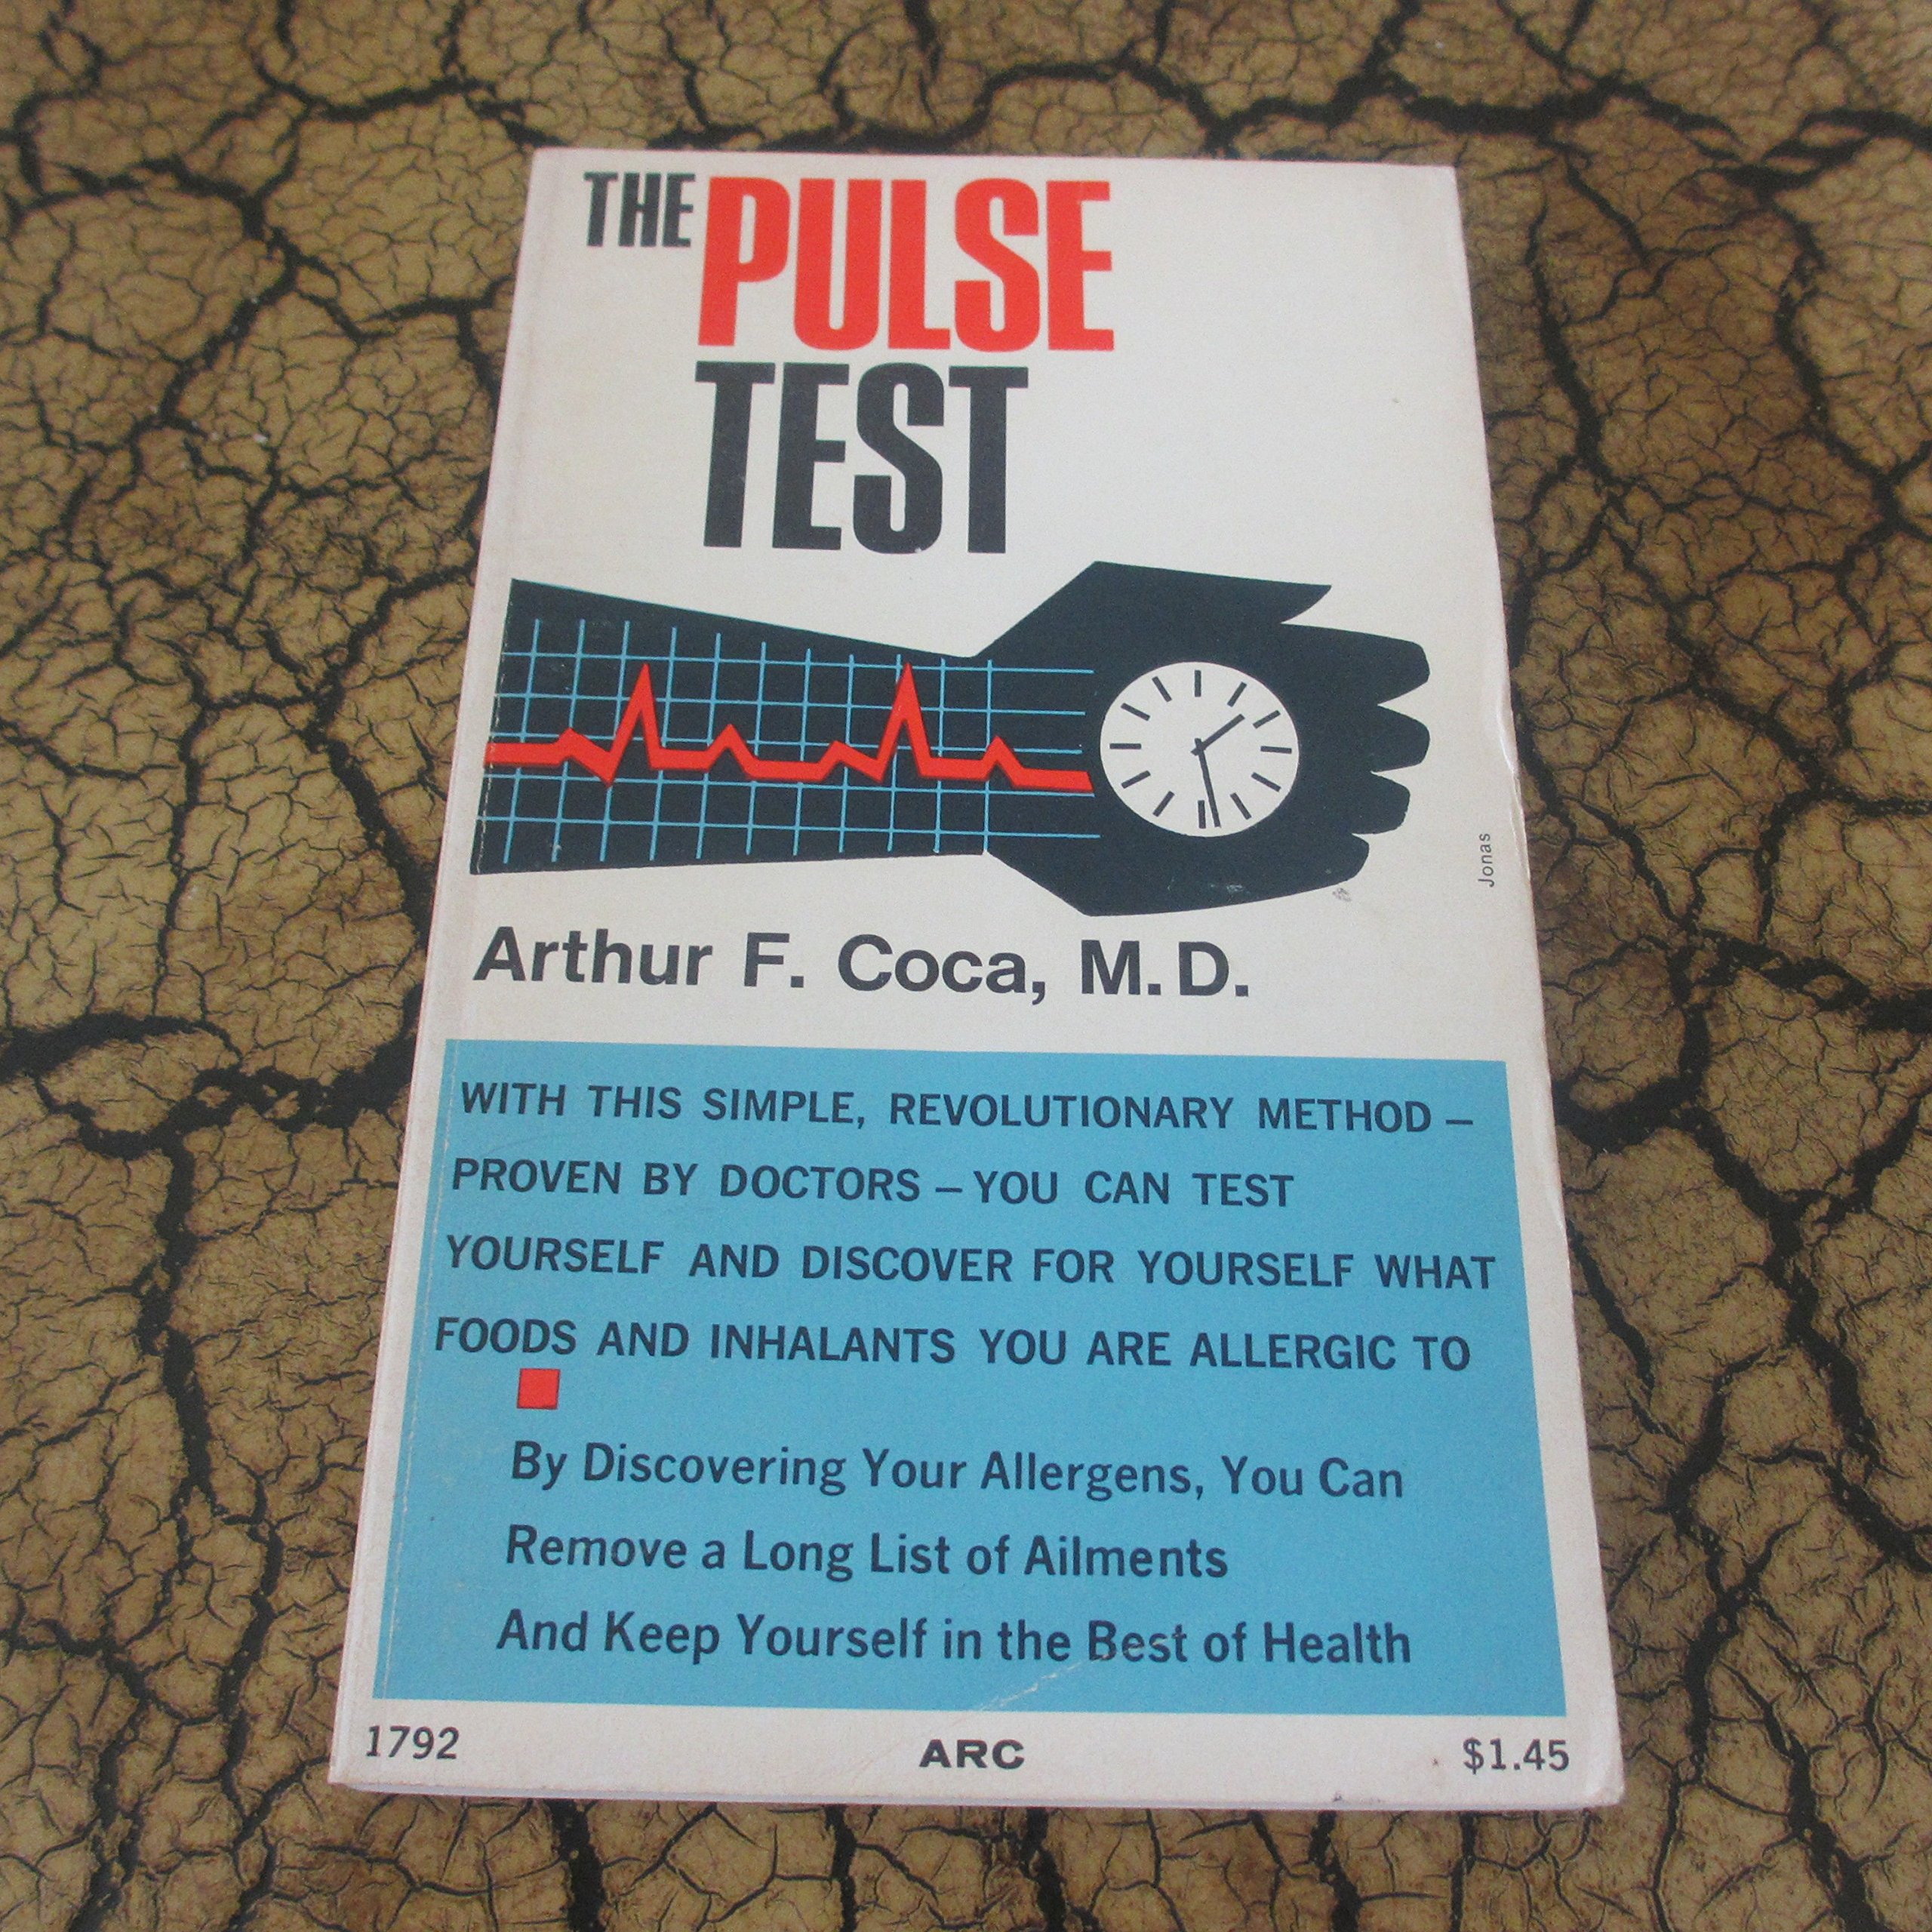 THE PULSE
TEST
Jonas
Arthur F. Coca, M.D.
WITH THIS SIMPLE, REVOLUTIONARY METHOD –
PROVEN BY DOCTORS – YOU CAN TEST
YOURSELF AND DISCOVER FOR YOURSELF WHAT
FOODS AND INHALANTS YOU ARE ALLERGIC TO
By Discovering Your Allergens, You Can
Remove a Long List of Ailments
And Keep Yourself in the Best of Health
1792 ARC $1.45